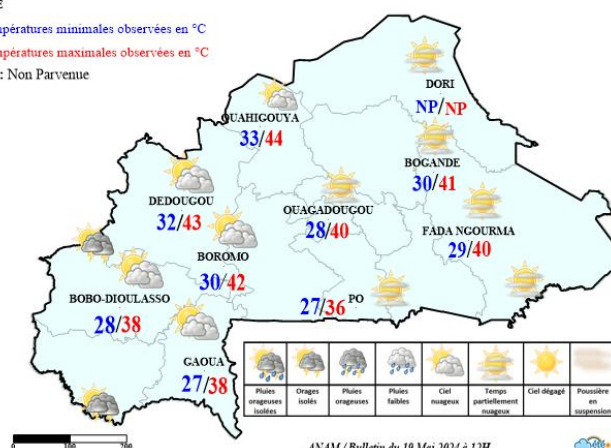 mpératures minimales observées en °C
mpératures maximales observées en °C
: Non Parvenue
DORI
NP/NP
OUAHIGOUYA
33/44
BOGANDE
30/41
DEDOUGOU
32/43
OUAGADOUGOU
28/40
FADA NGOURMA
29/40
BOROMO
30/42
BOBO-DIOULASSO
28/38
PO
27/36
GAOUA
27/38
Pluies orageuses isolées
Orages isolés
Pluies orageuses
Pluies faibles
Ciel nuageux
Temps partiellement nuageux
Ciel dégagé
Poussière en suspension
ANAM / Bulletin du 19 Mai 2024 à 12H